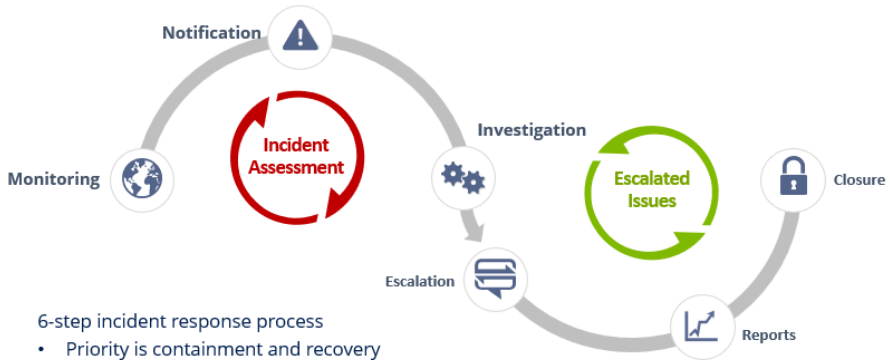 Notification
Incident
Assessment
Monitoring
Investigation
Escalated
Issues
Closure
Escalation
Reports
6-step incident response process
• Priority is containment and recovery